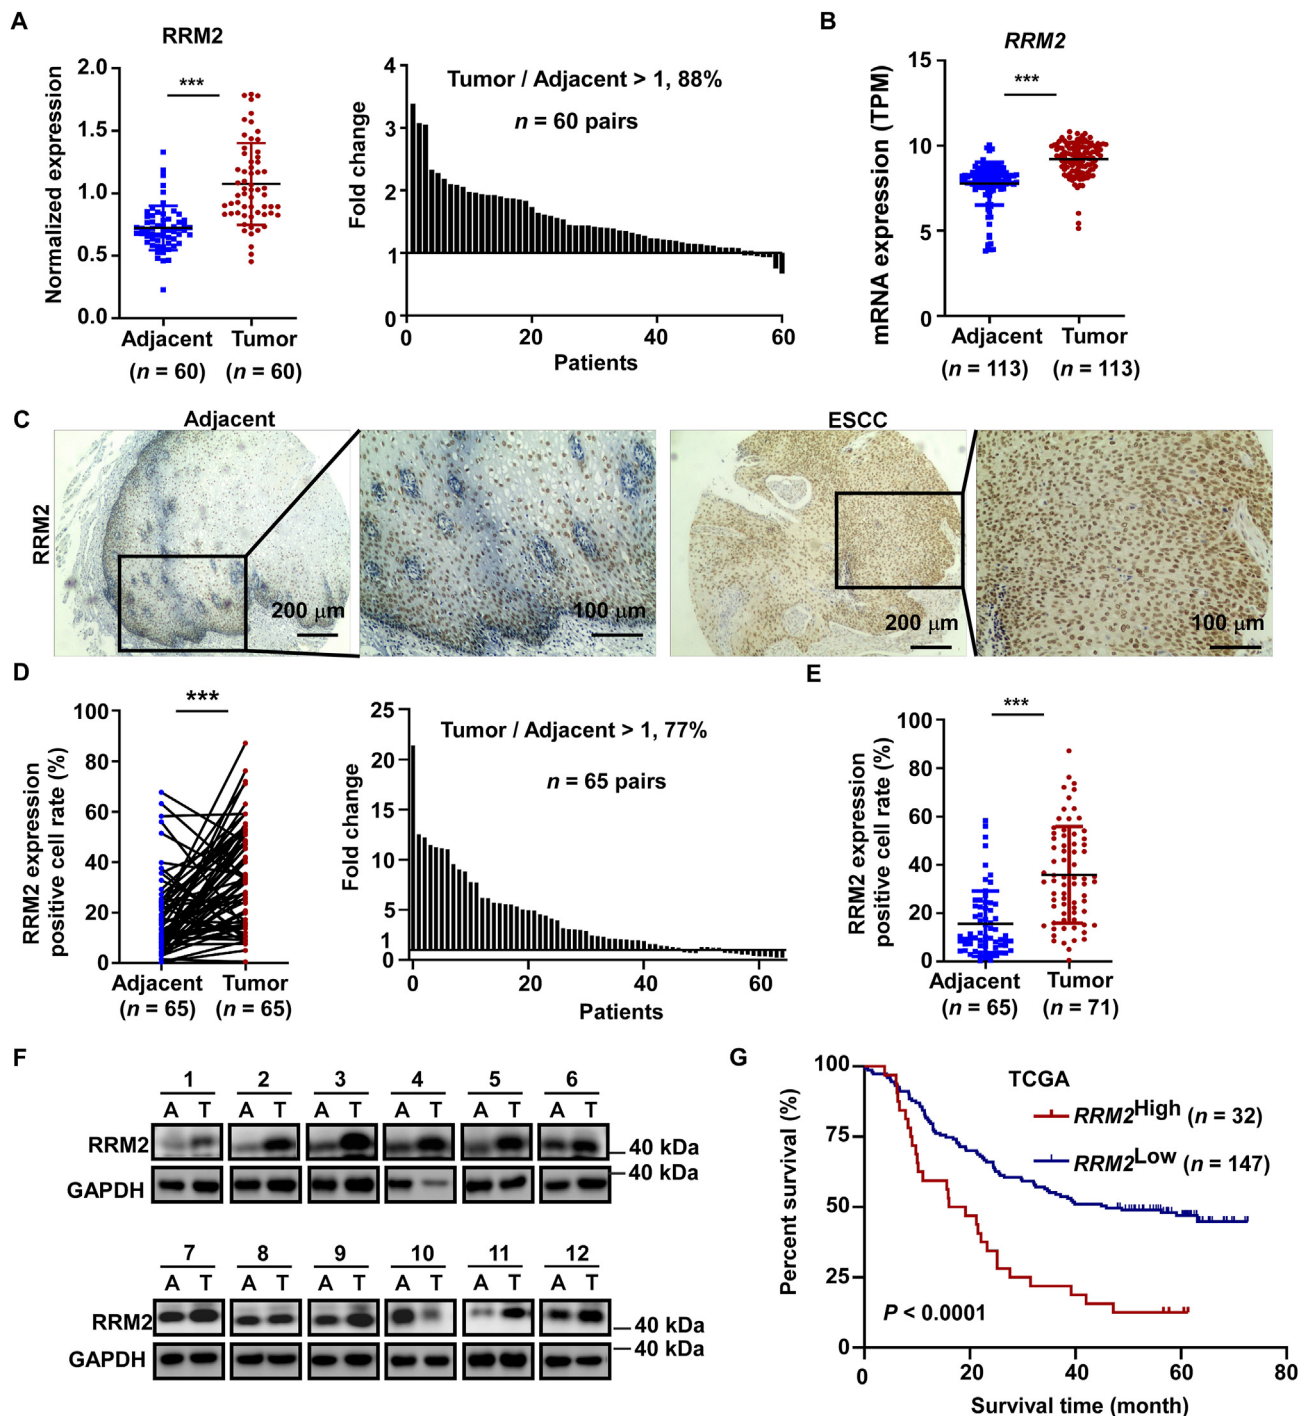 A
RRM2
Normalized expression
2.0
1.5
1.0
0.5
0.0
***
Adjacent
Tumor
(n = 60)
(n = 60)
Fold change
4
3
2
1
0
Tumor / Adjacent > 1, 88%
n = 60 pairs
0
20
40
60
Patients
B
RRM2
mRNA expression (TPM)
15
10
5
0
***
Adjacent
Tumor
(n = 113)
(n = 113)
C
Adjacent
ESCC
RRM2
200 µm
100 µm
200 µm
100 µm
D
RRM2 expression
positive cell rate (%)
100
80
60
40
20
0
***
Adjacent
Tumor
(n = 65)
(n = 65)
Fold change
25
20
15
10
5
1
0
Tumor / Adjacent > 1, 77%
n = 65 pairs
0
20
40
60
Patients
E
RRM2 expression
positive cell rate (%)
100
80
60
40
20
0
***
Adjacent
Tumor
(n = 65)
(n = 71)
F
1 2 3 4 5 6
A T A T A T A T A T A T
RRM2
40 kDa
40 kDa
GAPDH
7 8 9 10 11 12
A T A T A T A T A T A T
RRM2
40 kDa
40 kDa
GAPDH
G
Percent survival (%)
100
75
50
25
0
TCGA
RRM2High (n = 32)
RRM2Low (n = 147)
P < 0.0001
0
20
40
60
80
Survival time (month)